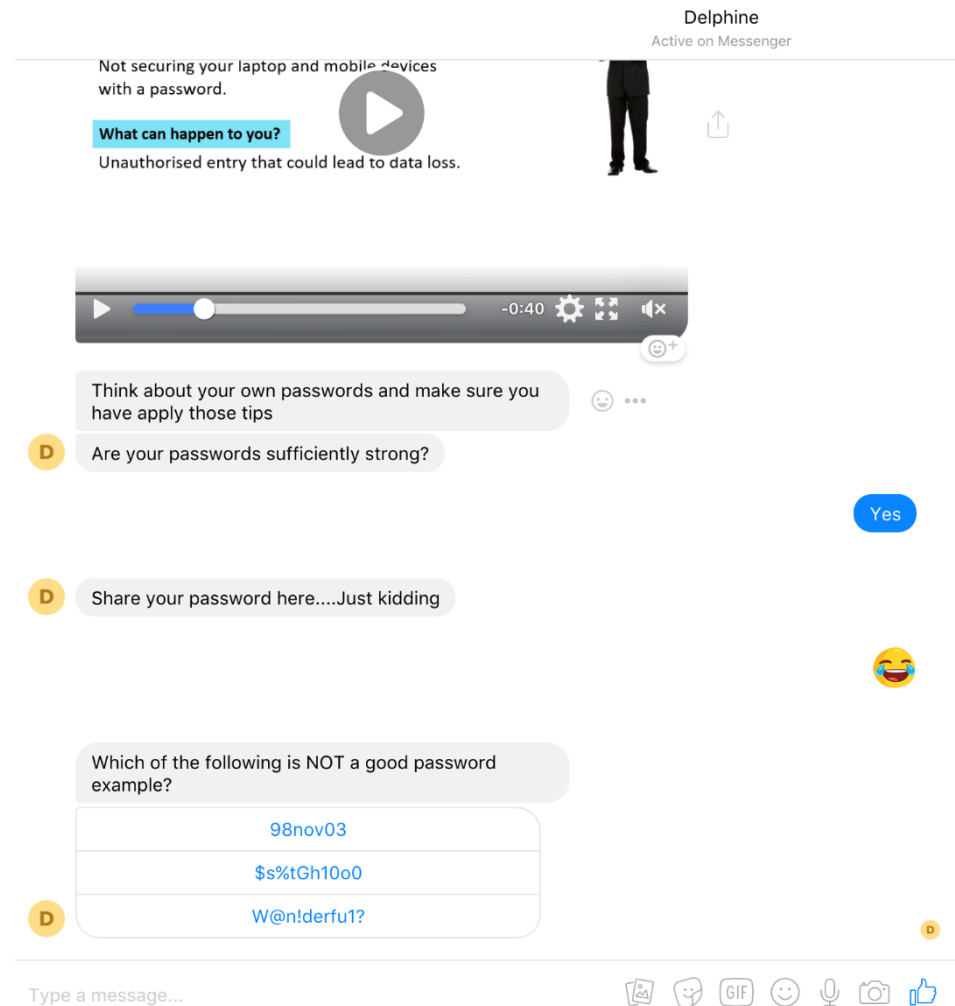 Delphine
Active on Messenger
Not securing your laptop and mobile devices
with a password.
What can happen to you?
Unauthorised entry that could lead to data loss.
-0:40
Think about your own passwords and make sure you
have apply those tips
D
Are your passwords sufficiently strong?
Yes
D
Share your password here....Just kidding
Which of the following is NOT a good password
example?
98nov03
$s%tGh10o0
W@n!derfu1?
D
D
Type a message...
GIF